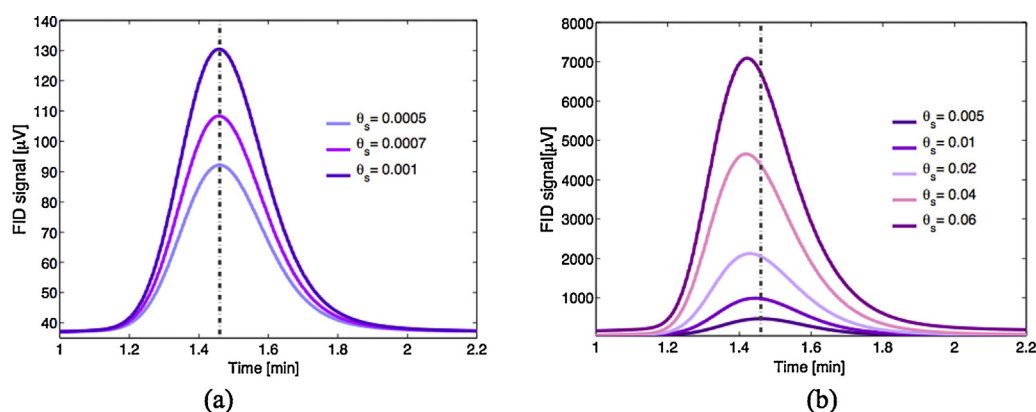 140
130
120
110
100
90
80
70
60
50
40
FID signal [μV]
θs= 0.0005
θs= 0.0007
θs= 0.001
1 1.2 1.4 1.6 1.8 2 2.2
Time [min]
(a)
8000
7000
6000
5000
4000
3000
2000
1000
FID signal[μV]
θs= 0.005
θs= 0.01
θs= 0.02
θs= 0.04
θs= 0.06
1 1.2 1.4 1.6 1.8 2 2.2
Time [min]
(b)